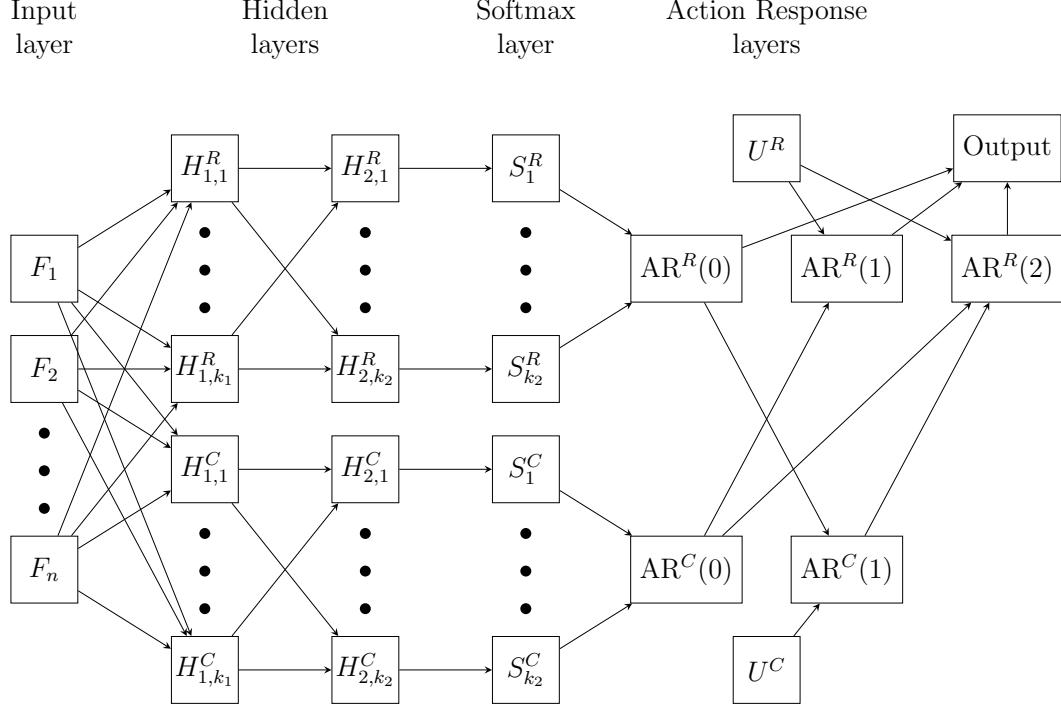 Input layer
Hidden layers
Softmax layer
Action Response layers
H^R_{1,1}
H^R_{2,1}
S^R_1
U^R
Output
F_1
AR^R(0)
AR^R(1)
AR^R(2)
F_2
H^R_{1,k_1}
H^R_{2,k_2}
S^R_{k_2}
H^C_{1,1}
H^C_{2,1}
S^C_1
F_n
AR^C(0)
AR^C(1)
H^C_{1,k_1}
H^C_{2,k_2}
S^C_{k_2}
U^C